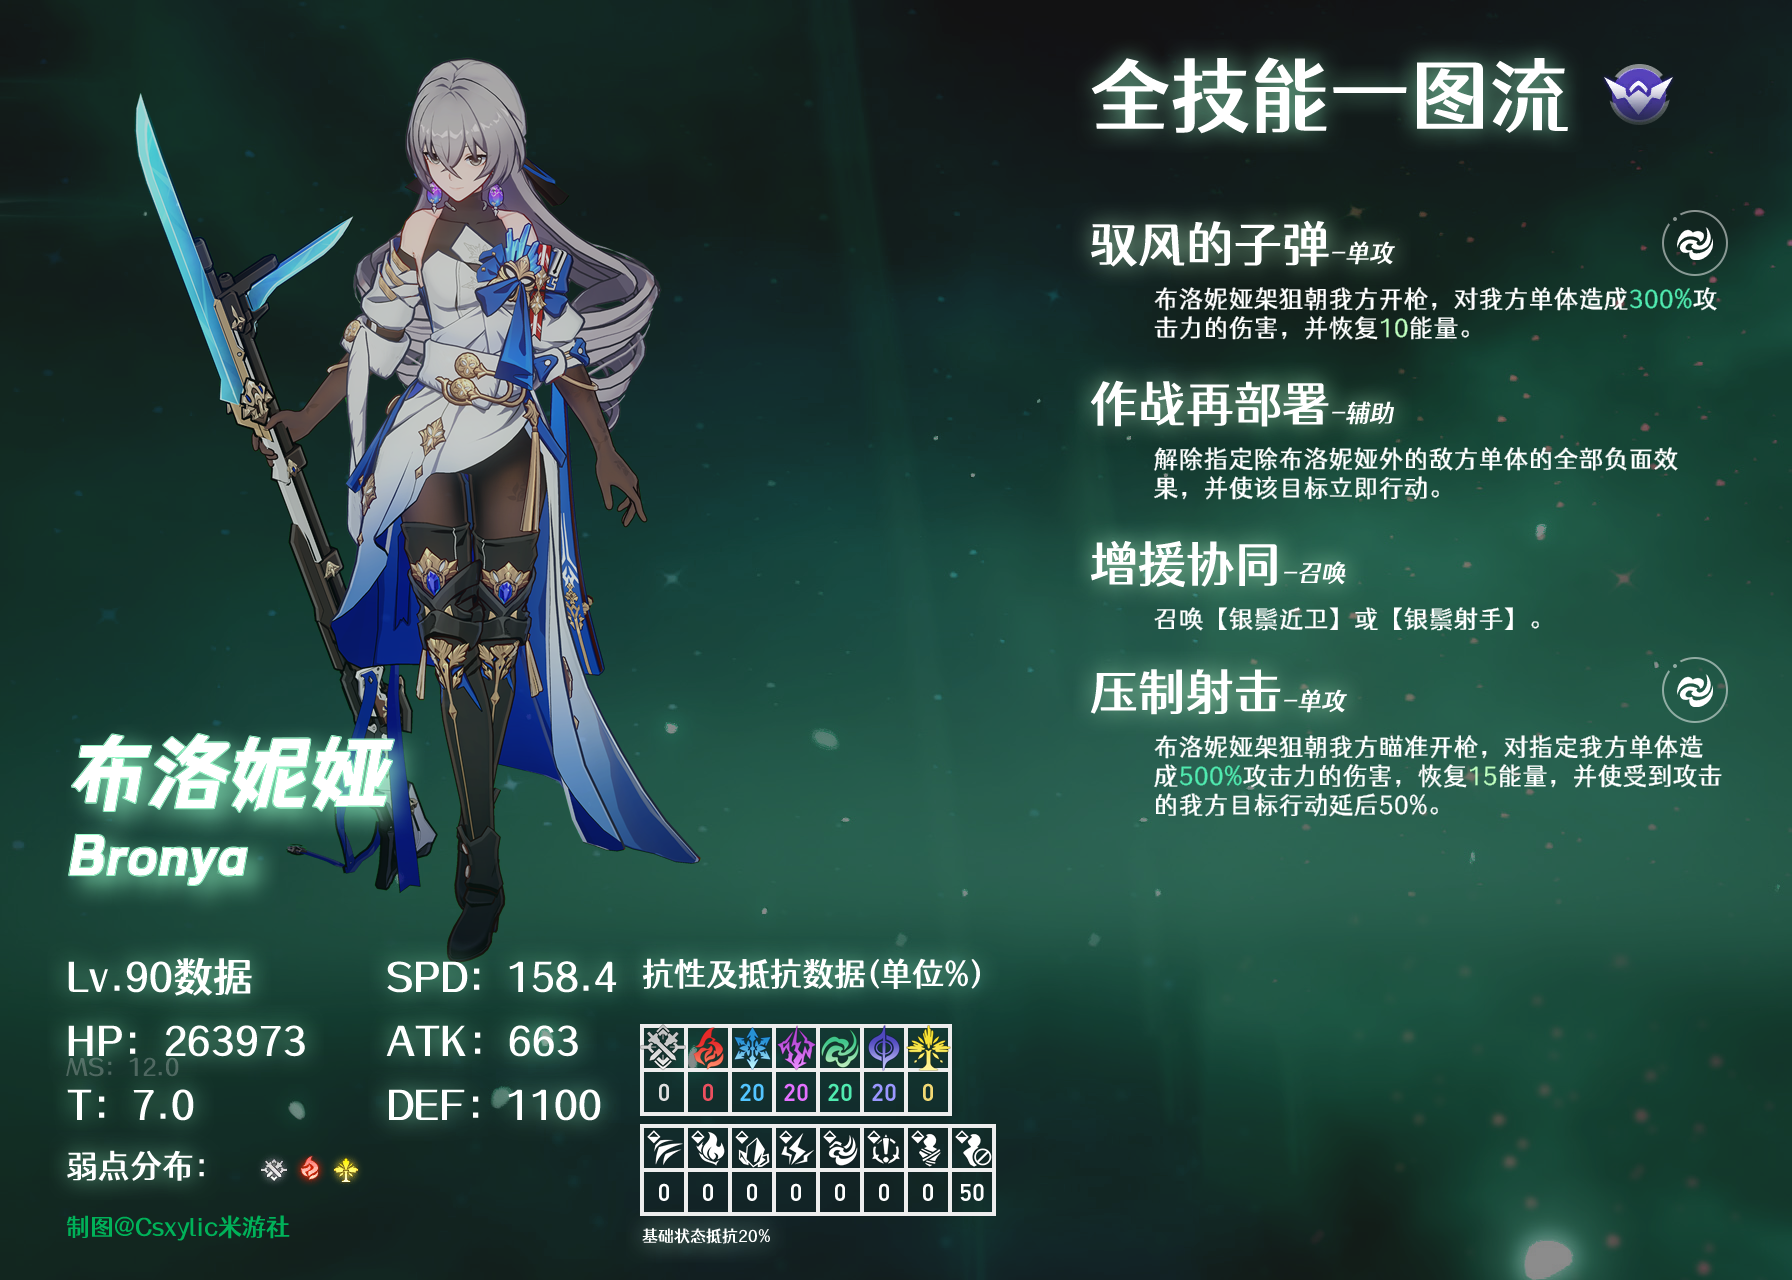 全技能一图流
驭风的子弹-单攻
布洛妮娅架狙朝我方开枪，对我方单体造成300%攻
击力的伤害，并恢复10能量。
作战再部署-辅助
解除指定除布洛妮娅外的敌方单体的全部负面效
果，并使该目标立即行动。
增援协同-召唤
召唤【银鬃近卫】或【银鬃射手】。
压制射击-单攻
布洛妮娅架狙朝我方瞄准开枪，对指定我方单体造
成500%攻击力的伤害，恢复15能量，并使受到攻击
的我方目标行动延后50%。
布洛妮娅
Bronya
Lv.90数据
SPD：158.4
HP：263973
ATK：663
MS：12.0
T：7.0
DEF：1100
弱点分布：
制图@Csxylic米游社
抗性及抵抗数据(单位%)
0 0 20 20 20 20 0
0 0 0 0 0 0 0 50
基础状态抵抗20%